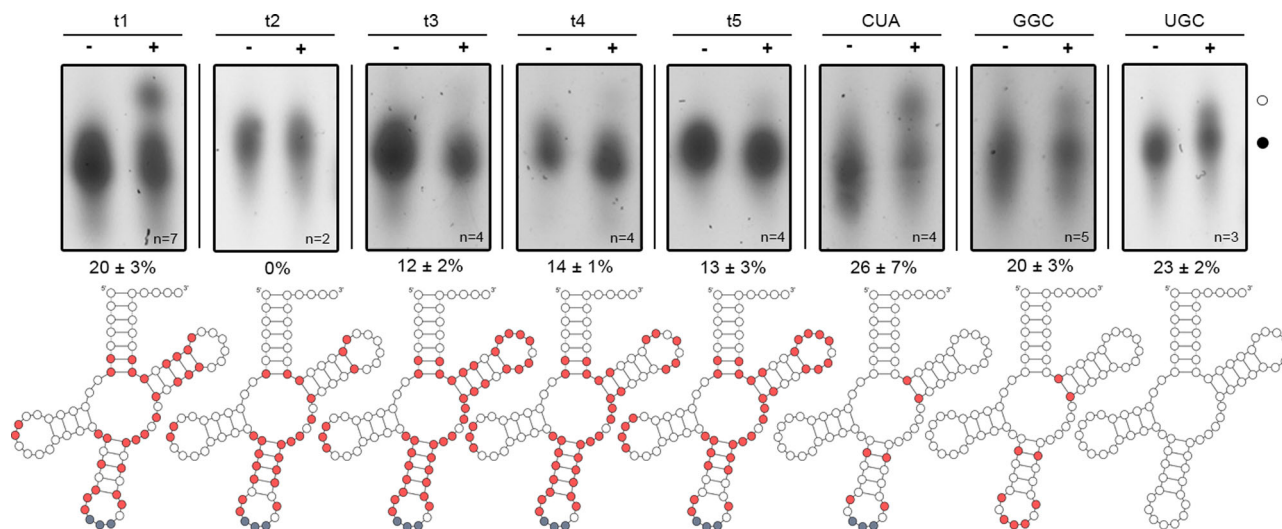 t1 t2 t3 t4 t5 CUA GGC UGC
- + - + - + - + - + - + - + - +
n=7 n=2 n=4 n=4 n=4 n=4 n=5 n=3
20 ± 3% 0% 12 ± 2% 14 ± 1% 13 ± 3% 26 ± 7% 20 ± 3% 23 ± 2%
5' 3' 5' 3' 5' 3' 5' 3' 5' 3' 5' 3' 5' 3' 5' 3'